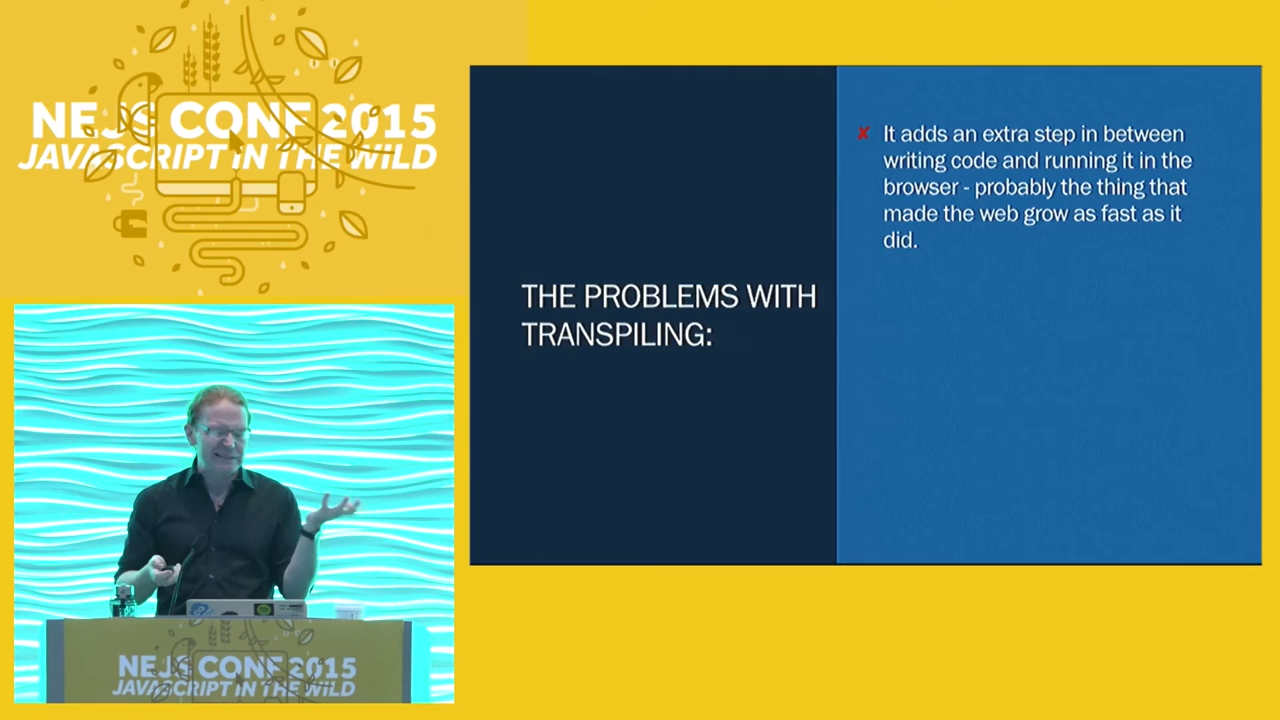 NEJS CONF 2015
JAVASCRIPT IN THE WILD
THE PROBLEMS WITH
TRANSPILING:
✘ It adds an extra step in between
writing code and running it in the
browser - probably the thing that
made the web grow as fast as it
did.
NEJS CONF 2015
JAVASCRIPT IN THE WILD